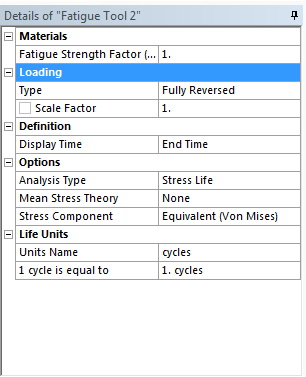 Details of "Fatigue Tool 2"
Materials
Fatigue Strength Factor (... 1.
Loading
Type Fully Reversed
Scale Factor 1.
Definition
Display Time End Time
Options
Analysis Type Stress Life
Mean Stress Theory None
Stress Component Equivalent (Von Mises)
Life Units
Units Name cycles
1 cycle is equal to 1. cycles